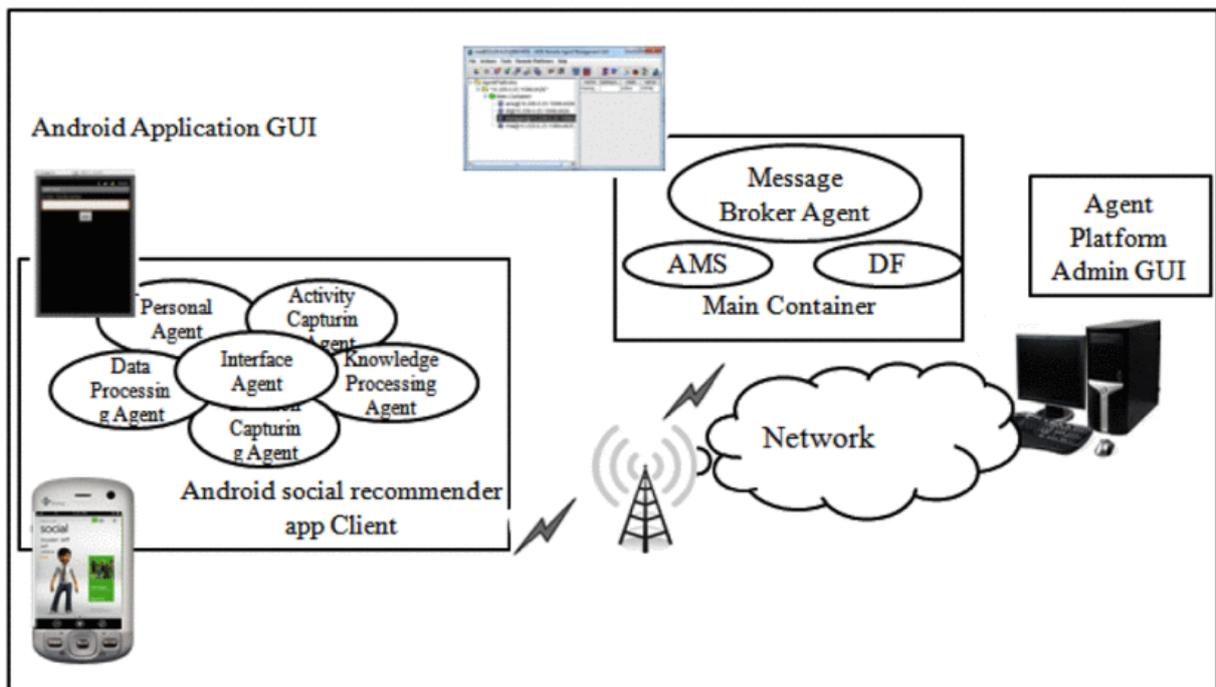 Android Application GUI
Personal
Agent
Activity
Capturin
Agent
Interface
Agent
Data
Processin
g Agent
Knowledge
Processing
Agent
Capturin
g Agent
Android social recommender
app Client
social
Message
Broker Agent
AMS
DF
Main Container
Agent
Platform
Admin GUI
Network